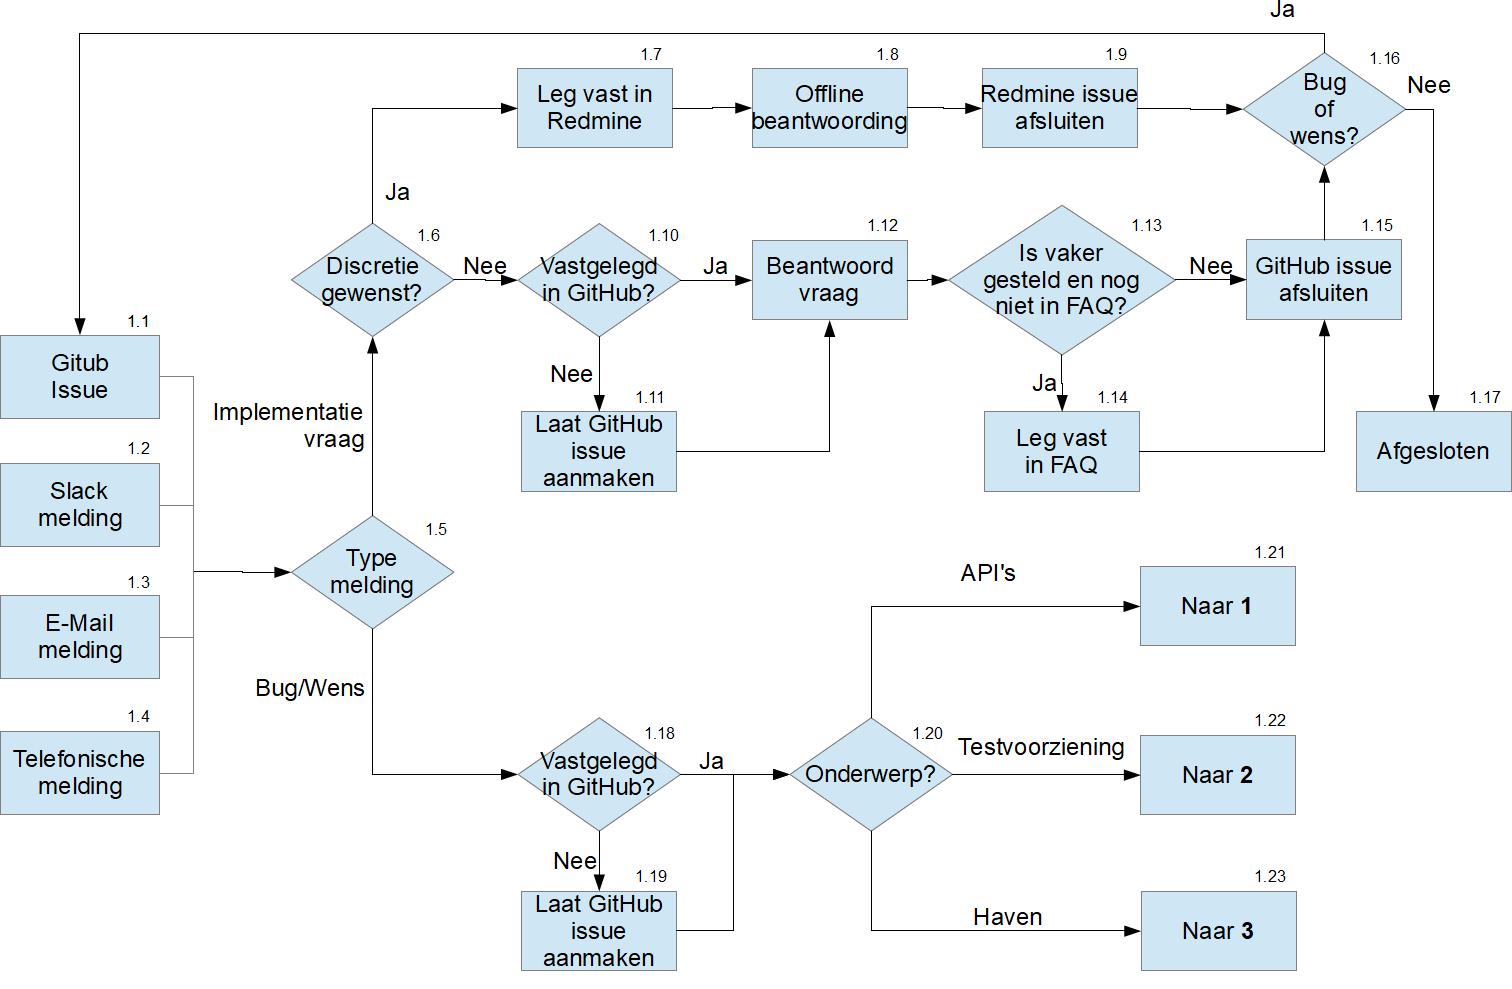 Ja
1.7
Leg vast in
Redmine
1.8
Offline
beantwoording
1.9
Redmine issue
afsluiten
1.16
Bug
of
wens?
Nee
Ja
1.6
Discretie
gewenst?
Nee
1.10
Vastgelegd
in GitHub?
Ja
1.12
Beantwoord
vraag
1.13
Is vaker
gesteld en nog
niet in FAQ?
Nee
1.15
GitHub issue
afsluiten
1.1
Gitub
Issue
Implementatie
vraag
Nee
1.11
Laat GitHub
issue
aanmaken
Ja
1.14
Leg vast
in FAQ
1.17
Afgesloten
1.2
Slack
melding
1.5
Type
melding
1.3
E-Mail
melding
1.4
Telefonische
melding
Bug/Wens
1.18
Vastgelegd
in GitHub?
Ja
Nee
1.19
Laat GitHub
issue
aanmaken
1.20
Onderwerp?
API's
1.21
Naar 1
Testvoorziening
1.22
Naar 2
Haven
1.23
Naar 3